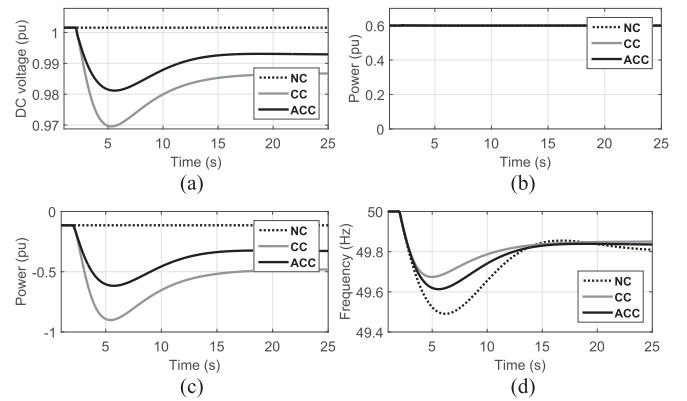 DC voltage (pu)
1
0.99
0.98
0.97
5
10
15
20
25
Time (s)
NC
CC
ACC
(a)
Power (pu)
0.6
0.4
0.2
0
5
10
15
20
25
Time (s)
NC
CC
ACC
(b)
Power (pu)
0
-0.5
-1
5
10
15
20
25
Time (s)
NC
CC
ACC
(c)
Frequency (Hz)
50
49.8
49.6
49.4
5
10
15
20
25
Time (s)
NC
CC
ACC
(d)